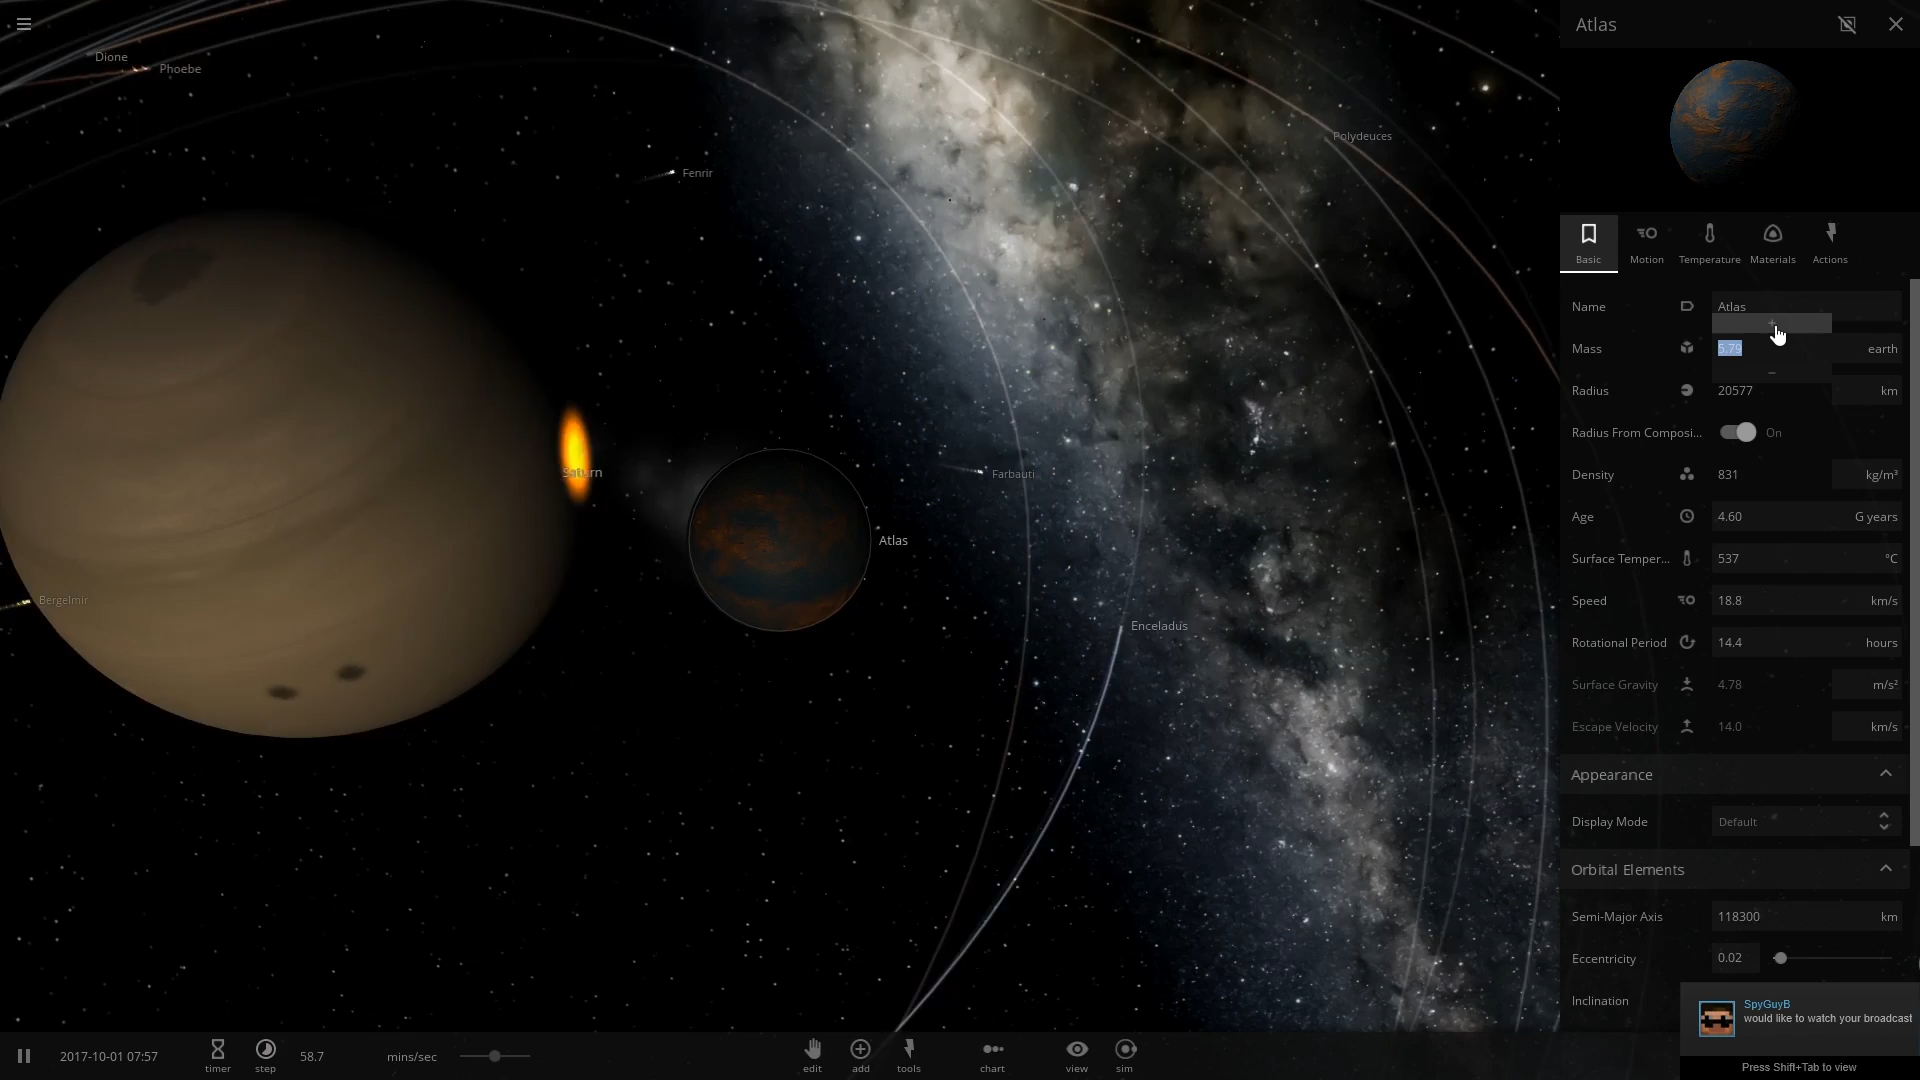 Dione
Phoebe
Fenrir
Polydeuces
Saturn
Farbauti
Atlas
Bergelmir
Enceladus
Atlas
Basic
Motion
Temperature
Materials
Actions
Name Atlas
+
Mass 5.79 earth
−
Radius 20577 km
Radius From Composi... On
Density 831 kg/m³
Age 4.60 G years
Surface Temper... 537 °C
Speed 18.8 km/s
Rotational Period 14.4 hours
Surface Gravity 4.78 m/s²
Escape Velocity 14.0 km/s
Appearance
Display Mode Default
Orbital Elements
Semi-Major Axis 118300 km
Eccentricity 0.02
Inclination
SpyGuyB
would like to watch your broadcast
Press Shift+Tab to view
2017-10-01 07:57
timer
step
58.7 mins/sec
edit
add
tools
chart
view
sim